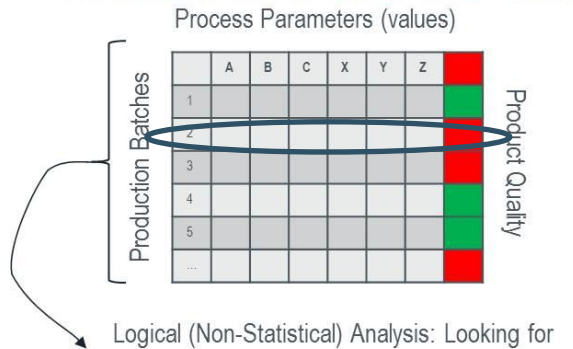 Process Parameters (values)
Production Batches
A B C X Y Z
1
2
3
4
5
...
Product Quality
Logical (Non-Statistical) Analysis: Looking for